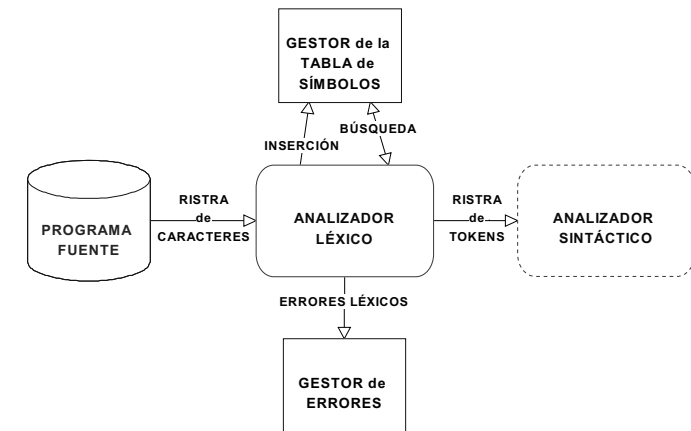 GESTOR de la
TABLA de
SÍMBOLOS
INSERCIÓN
BÚSQUEDA
PROGRAMA
FUENTE
RISTRA
de
CARACTERES
ANALIZADOR
LÉXICO
RISTRA
de
TOKENS
ANALIZADOR
SINTÁCTICO
ERRORES LÉXICOS
GESTOR de
ERRORES